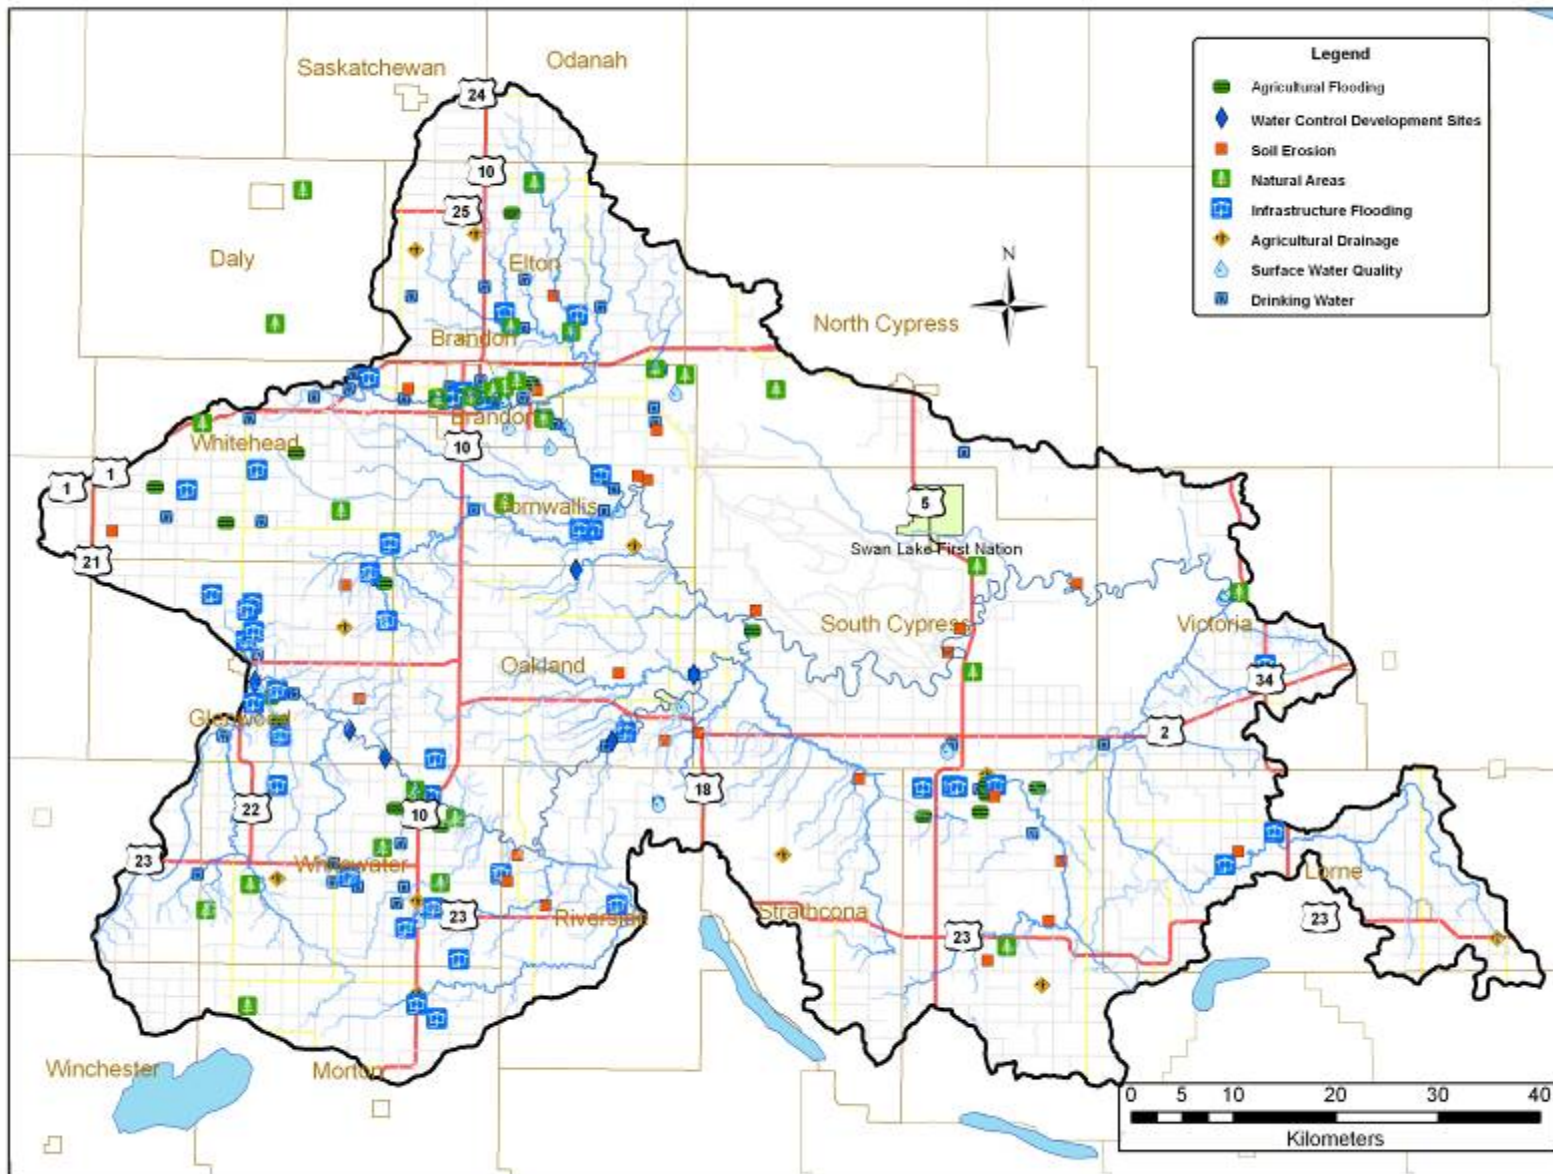 Saskatchewan
Odanah
Legend
Agricultural Flooding
Water Control Development Sites
Soil Erosion
Natural Areas
Infrastructure Flooding
Agricultural Drainage
Surface Water Quality
Drinking Water
24
10
25
Daly
Elton
N
North Cypress
Brandon
Brandon
Whitehead
10
1
1
5
Cornwallis
Swan Lake First Nation
21
South Cypress
Victoria
Oakland
34
Glenwood
2
18
22
10
23
Whitewater
Lorne
Riverside
23
Strathcona
23
23
Winchester
Morton
0 5 10 20 30 40
Kilometers